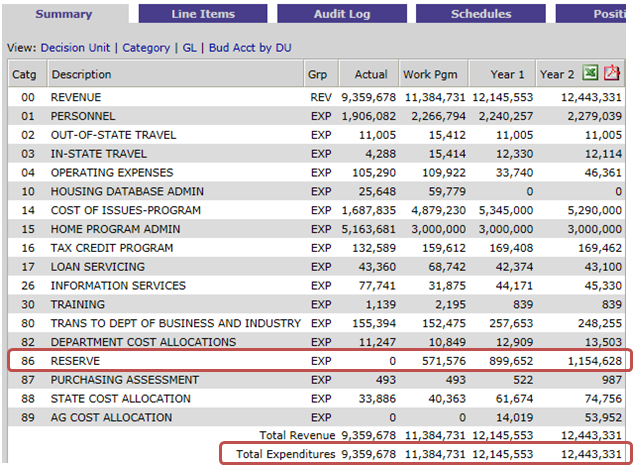 Summary Line Items Audit Log Schedules Positi
View: Decision Unit | Category | GL | Bud Acct by DU
Catg Description Grp Actual Work Pgm Year 1 Year 2
00 REVENUE REV 9,359,678 11,384,731 12,145,553 12,443,331
01 PERSONNEL EXP 1,906,082 2,266,794 2,240,257 2,279,039
02 OUT-OF-STATE TRAVEL EXP 11,005 15,412 11,005 11,005
03 IN-STATE TRAVEL EXP 4,288 15,414 12,330 12,114
04 OPERATING EXPENSES EXP 105,290 109,922 33,740 46,361
10 HOUSING DATABASE ADMIN EXP 25,648 59,779 0 0
14 COST OF ISSUES-PROGRAM EXP 1,687,835 4,879,230 5,345,000 5,290,000
15 HOME PROGRAM ADMIN EXP 5,163,681 3,000,000 3,000,000 3,000,000
16 TAX CREDIT PROGRAM EXP 132,589 159,612 169,408 169,462
17 LOAN SERVICING EXP 43,360 68,742 42,374 43,100
26 INFORMATION SERVICES EXP 77,741 31,875 44,171 45,330
30 TRAINING EXP 1,139 2,195 839 839
80 TRANS TO DEPT OF BUSINESS AND INDUSTRY EXP 155,394 152,475 257,653 248,255
82 DEPARTMENT COST ALLOCATIONS EXP 11,247 10,849 12,909 13,503
86 RESERVE EXP 0 571,576 899,652 1,154,628
87 PURCHASING ASSESSMENT EXP 493 493 522 987
88 STATE COST ALLOCATION EXP 33,886 40,363 61,674 74,756
89 AG COST ALLOCATION EXP 0 0 14,019 53,952
Total Revenue 9,359,678 11,384,731 12,145,553 12,443,331
Total Expenditures 9,359,678 11,384,731 12,145,553 12,443,331